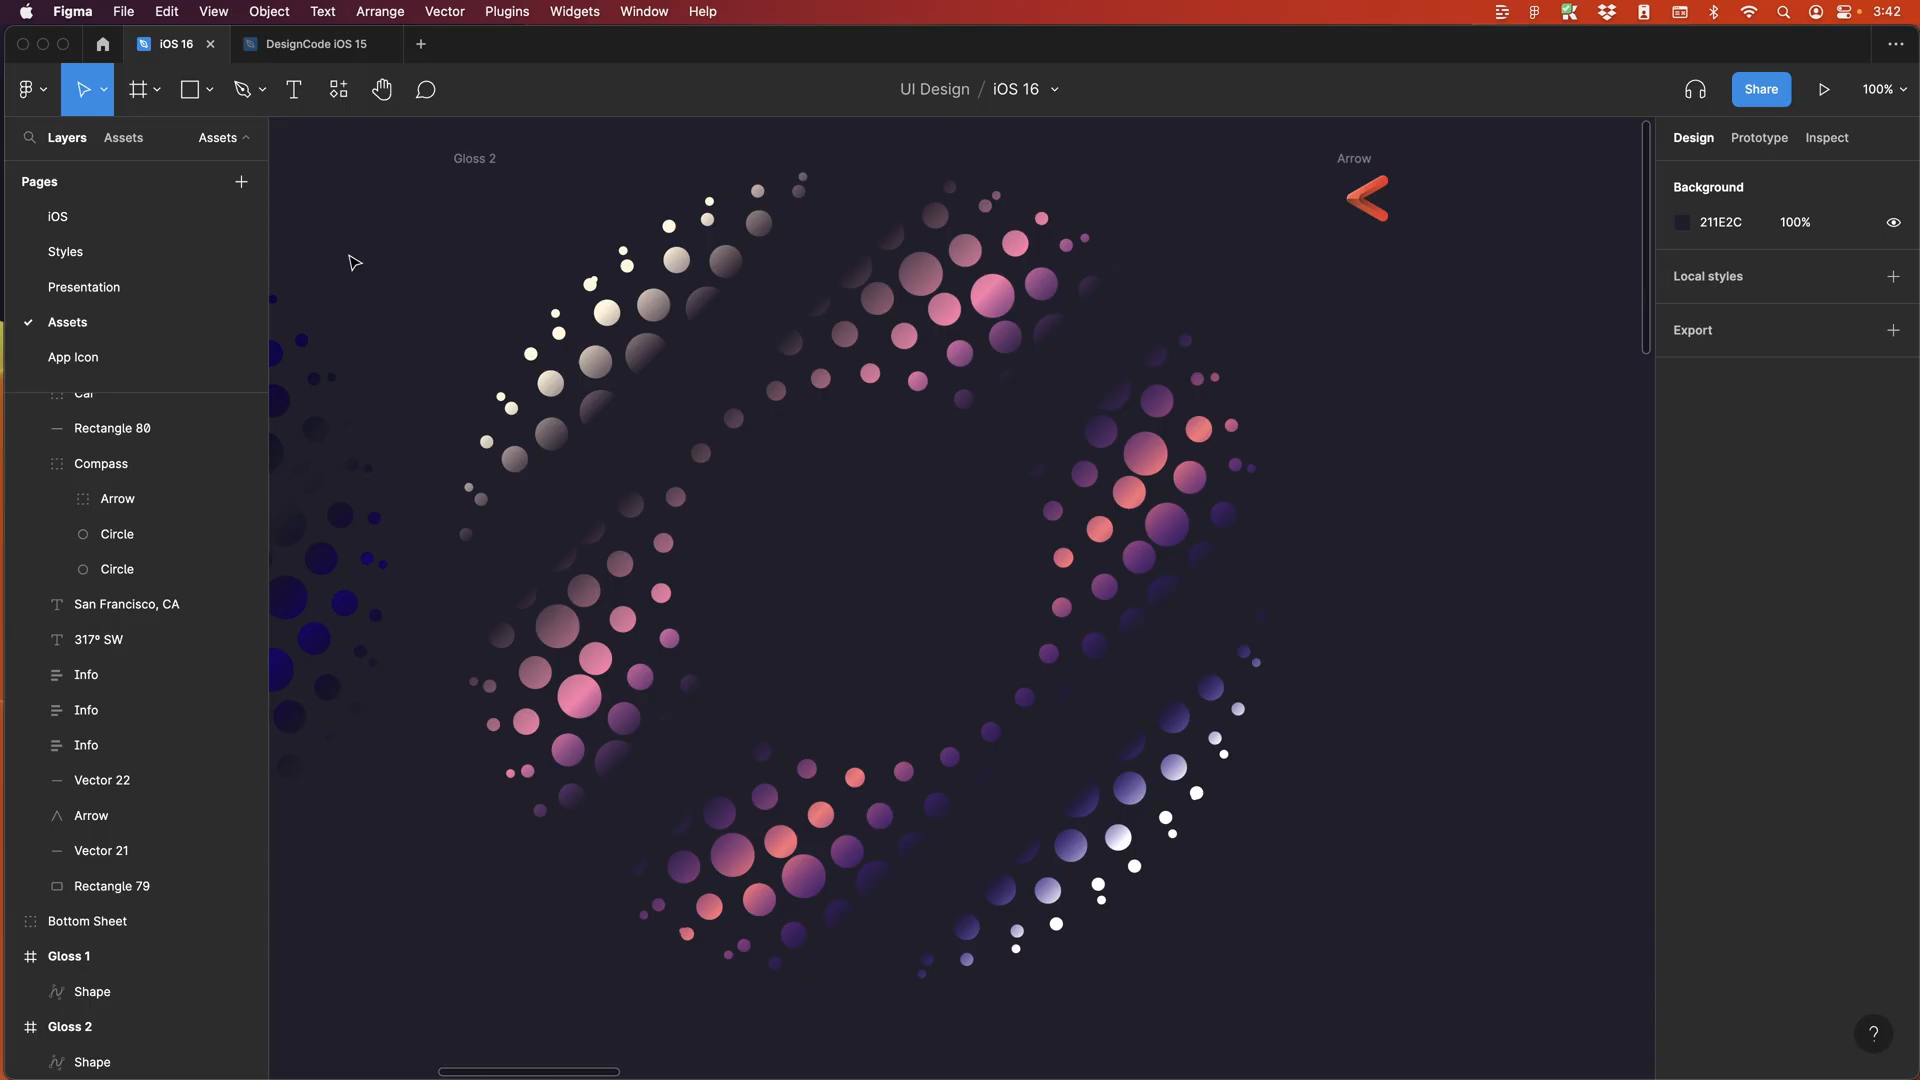 Figma File Edit View Object Text Arrange Vector Plugins Widgets Window Help 3:42
iOS 16 DesignCode iOS 15
UI Design / iOS 16 Share 100%
Layers Assets Assets
Pages
iOS
Styles
Presentation
Assets
App Icon
Car
Rectangle 80
Compass
Arrow
Circle
Circle
San Francisco, CA
317º SW
Info
Info
Info
Vector 22
Arrow
Vector 21
Rectangle 79
Bottom Sheet
Gloss 1
Shape
Gloss 2
Shape
Gloss 2
Arrow
Design Prototype Inspect
Background
211E2C 100%
Local styles
Export
?